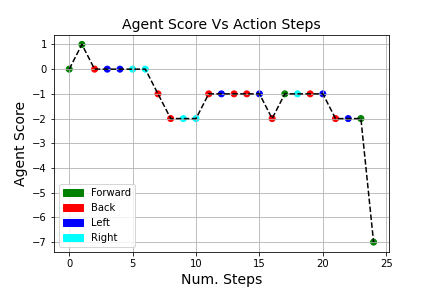 Agent Score Vs Action Steps
1
0
−1
−2
−3
−4
−5
−6
−7
Agent Score
Forward
Back
Left
Right
0 5 10 15 20 25
Num. Steps